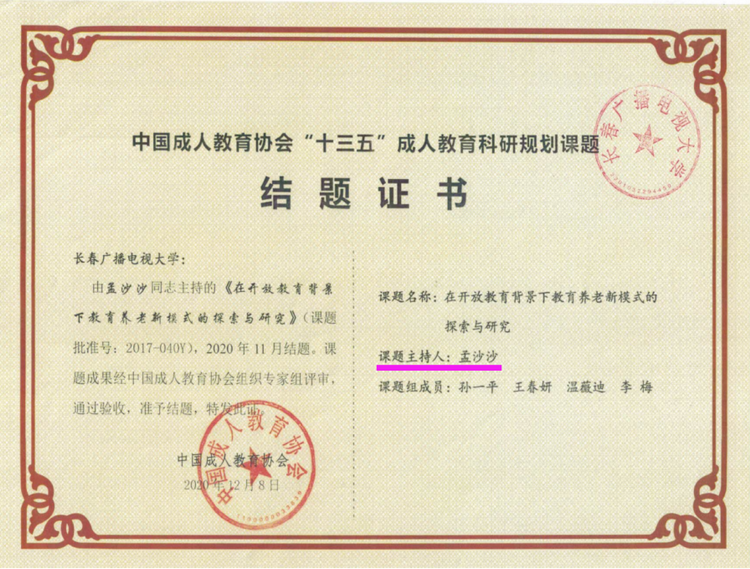 中国成人教育协会“十三五”成人教育科研规划课题
结题证书
长春广播电视大学
长春广播电视大学：
由孟沙沙同志主持的《在开放教育背景
下教育养老新模式的探索与研究》（课题
批准号：2017-040Y），2020年11月结题。课
题成果经中国成人教育协会组织专家组评审，
通过验收，准予结题，特发此证。
中国成人教育协会
2020年12月8日
中国成人教育协会
课题名称：在开放教育背景下教育养老新模式的
探索与研究
课题主持人：孟沙沙
课题组成员：孙一平 王春妍 温薇迪 李梅